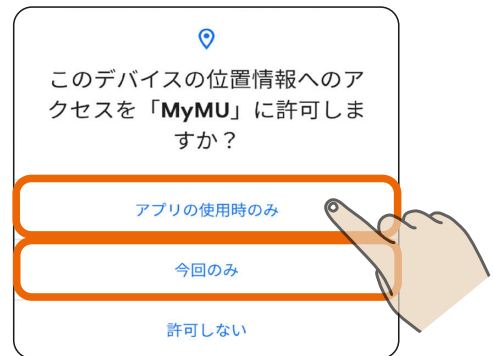 このデバイスの位置情報へのア
クセスを「MyMU」に許可しま
すか？
アプリの使用時のみ
今回のみ
許可しない